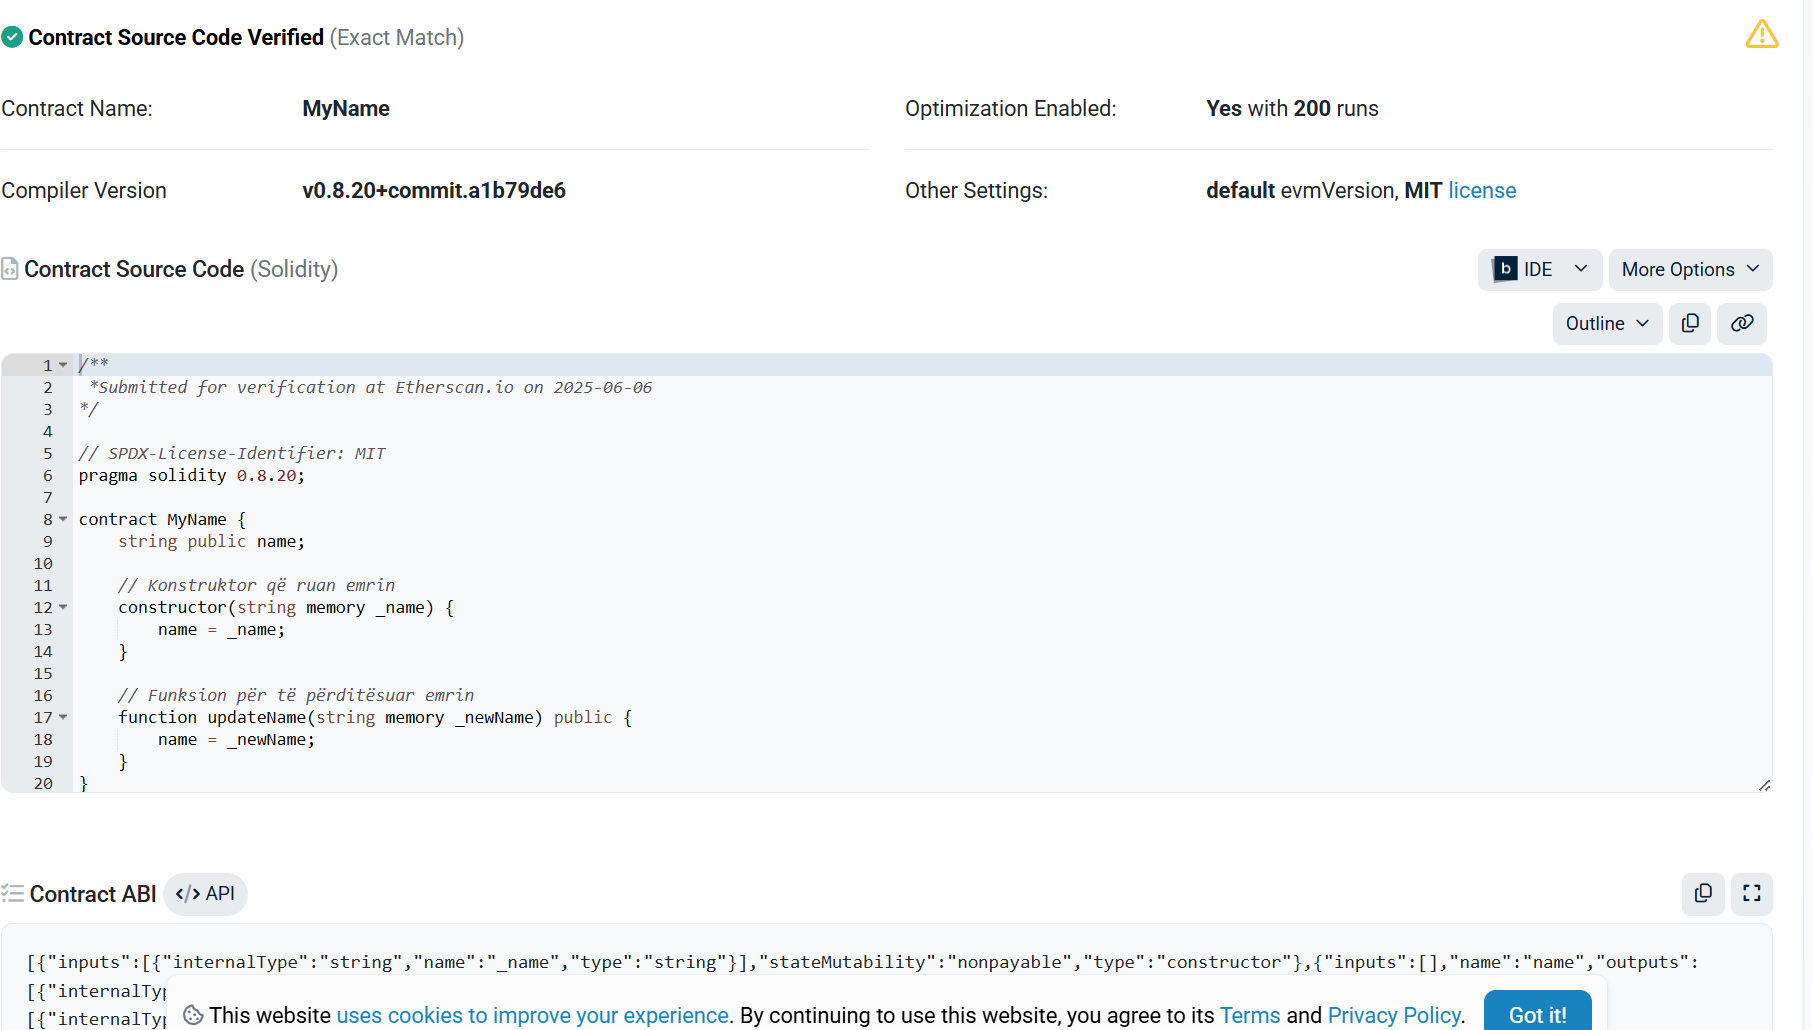 Contract Source Code Verified (Exact Match)
Contract Name: MyName Optimization Enabled: Yes with 200 runs
Compiler Version v0.8.20+commit.a1b79de6 Other Settings: default evmVersion, MIT license
Contract Source Code (Solidity) b IDE More Options
Outline
1 /**
2  *Submitted for verification at Etherscan.io on 2025-06-06
3 */
4
5 // SPDX-License-Identifier: MIT
6 pragma solidity 0.8.20;
7
8 contract MyName {
9     string public name;
10
11     // Konstruktor që ruan emrin
12     constructor(string memory _name) {
13         name = _name;
14     }
15
16     // Funksion për të përditësuar emrin
17     function updateName(string memory _newName) public {
18         name = _newName;
19     }
20 }
Contract ABI </> API
[{"inputs":[{"internalType":"string","name":"_name","type":"string"}],"stateMutability":"nonpayable","type":"constructor"},{"inputs":[],"name":"name","outputs":
[{"internalTyp
[{"internalTyp
This website uses cookies to improve your experience. By continuing to use this website, you agree to its Terms and Privacy Policy. Got it!